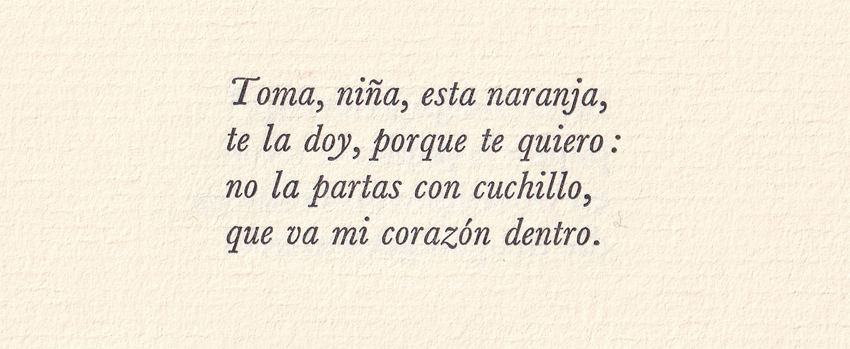 Toma, niña, esta naranja,
te la doy, porque te quiero :
no la partas con cuchillo,
que va mi corazón dentro.